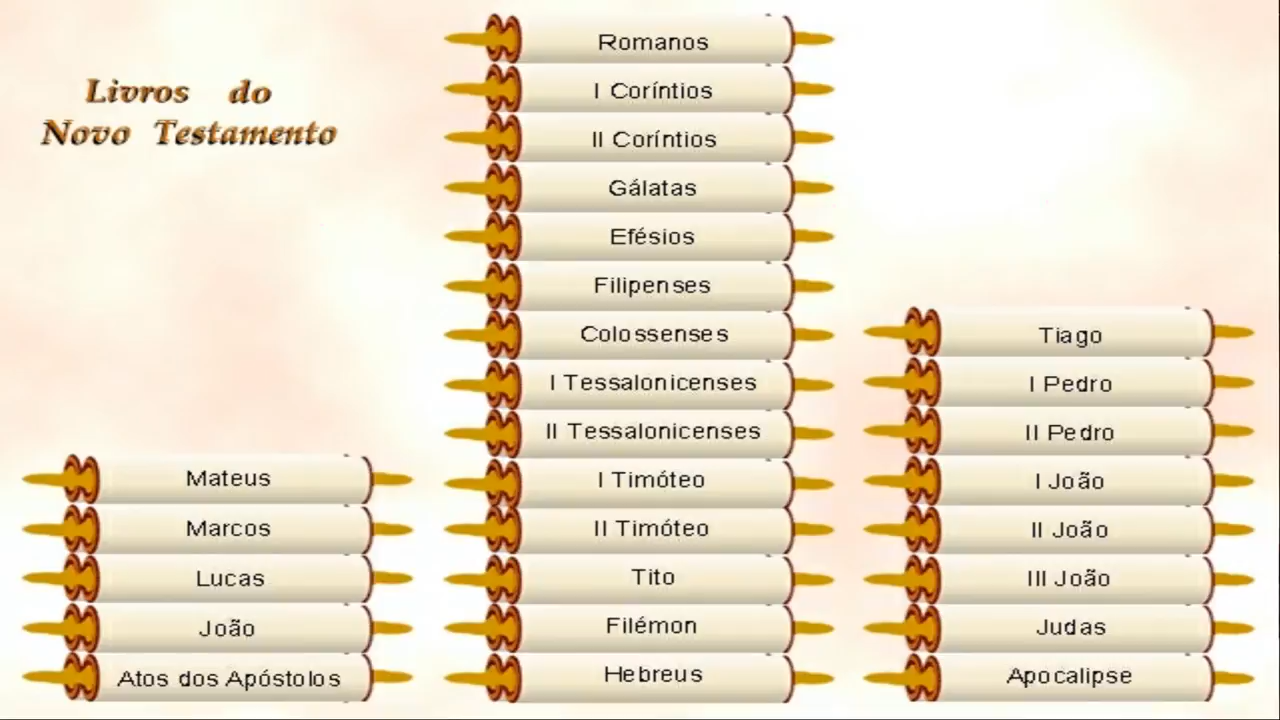 Livros do
Novo Testamento
Mateus
Marcos
Lucas
João
Atos dos Apóstolos
Romanos
I Coríntios
II Coríntios
Gálatas
Efésios
Filipenses
Colossenses
I Tessalonicenses
II Tessalonicenses
I Timóteo
II Timóteo
Tito
Filémon
Hebreus
Tiago
I Pedro
II Pedro
I João
II João
III João
Judas
Apocalipse